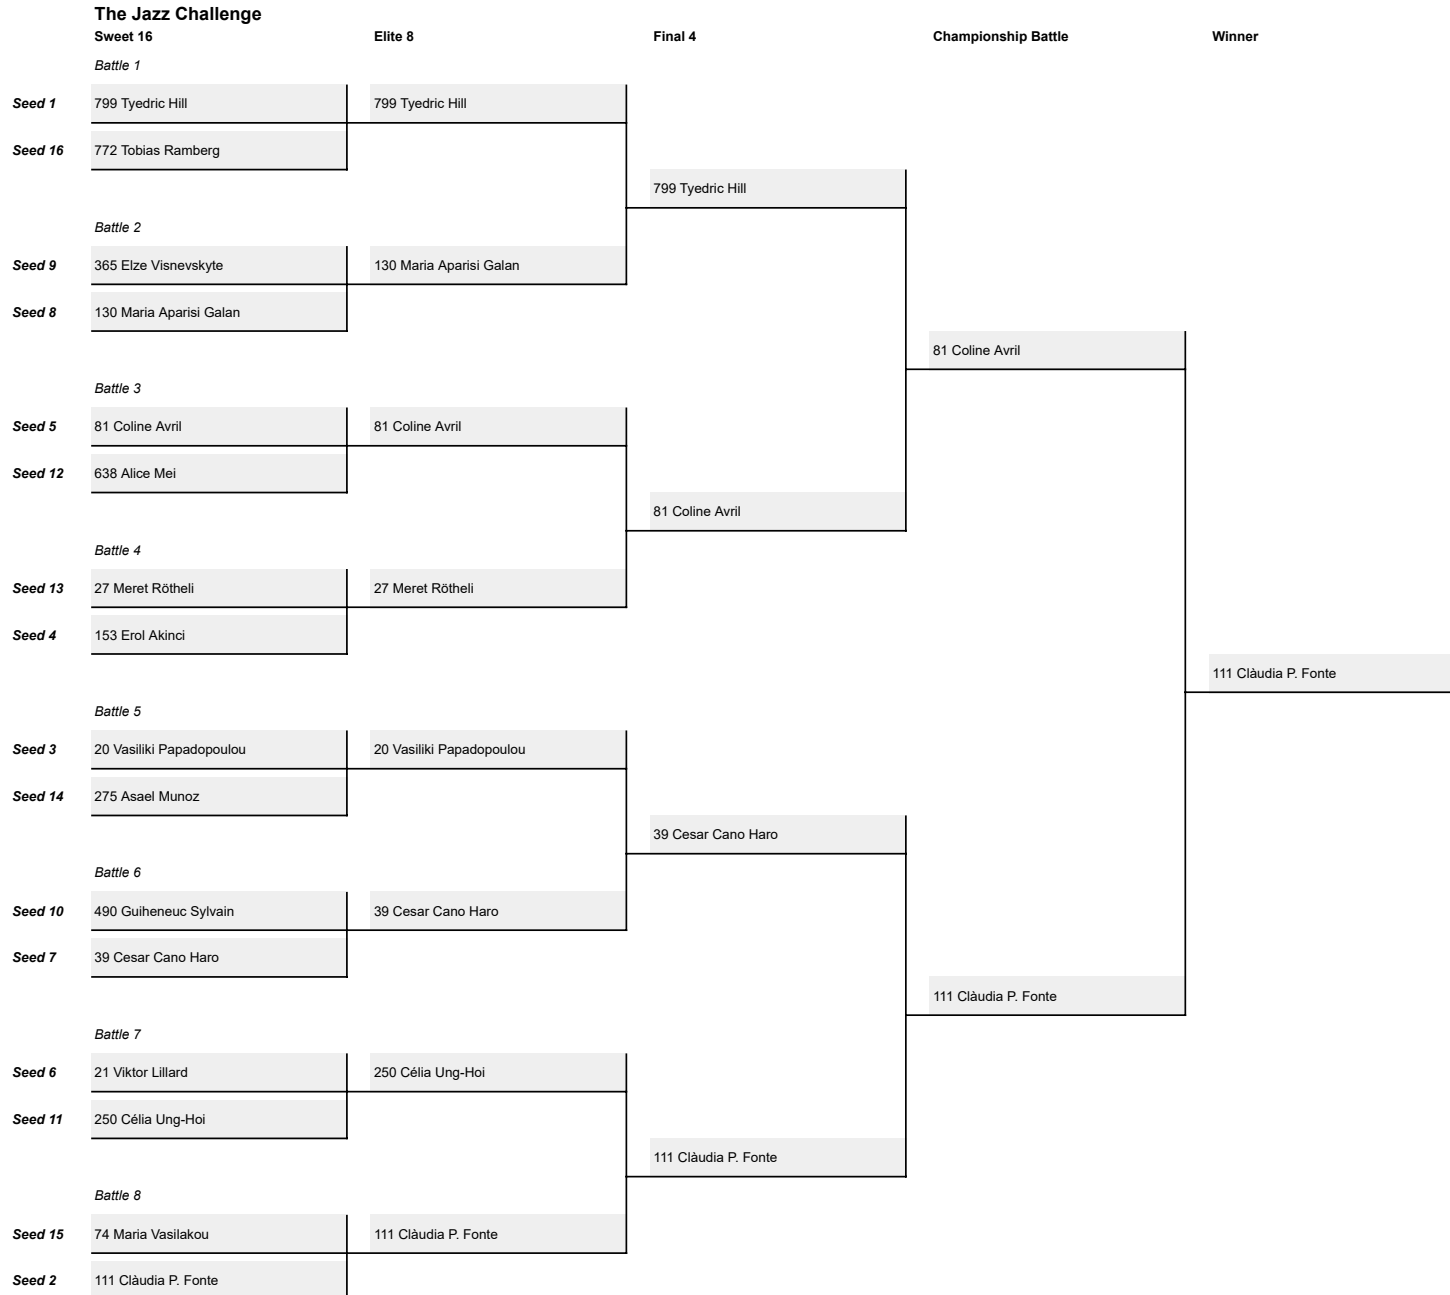 The Jazz Challenge
Sweet 16 Elite 8 Final 4 Championship Battle Winner
Battle 1
Seed 1 799 Tyedric Hill 799 Tyedric Hill
Seed 16 772 Tobias Ramberg
799 Tyedric Hill
Battle 2
Seed 9 365 Elze Visnevskyte 130 Maria Aparisi Galan
Seed 8 130 Maria Aparisi Galan
81 Coline Avril
Battle 3
Seed 5 81 Coline Avril 81 Coline Avril
Seed 12 638 Alice Mei
81 Coline Avril
Battle 4
Seed 13 27 Meret Rötheli 27 Meret Rötheli
Seed 4 153 Erol Akinci
111 Clàudia P. Fonte
Battle 5
Seed 3 20 Vasiliki Papadopoulou 20 Vasiliki Papadopoulou
Seed 14 275 Asael Munoz
39 Cesar Cano Haro
Battle 6
Seed 10 490 Guiheneuc Sylvain 39 Cesar Cano Haro
Seed 7 39 Cesar Cano Haro
111 Clàudia P. Fonte
Battle 7
Seed 6 21 Viktor Lillard 250 Célia Ung-Hoi
Seed 11 250 Célia Ung-Hoi
111 Clàudia P. Fonte
Battle 8
Seed 15 74 Maria Vasilakou 111 Clàudia P. Fonte
Seed 2 111 Clàudia P. Fonte